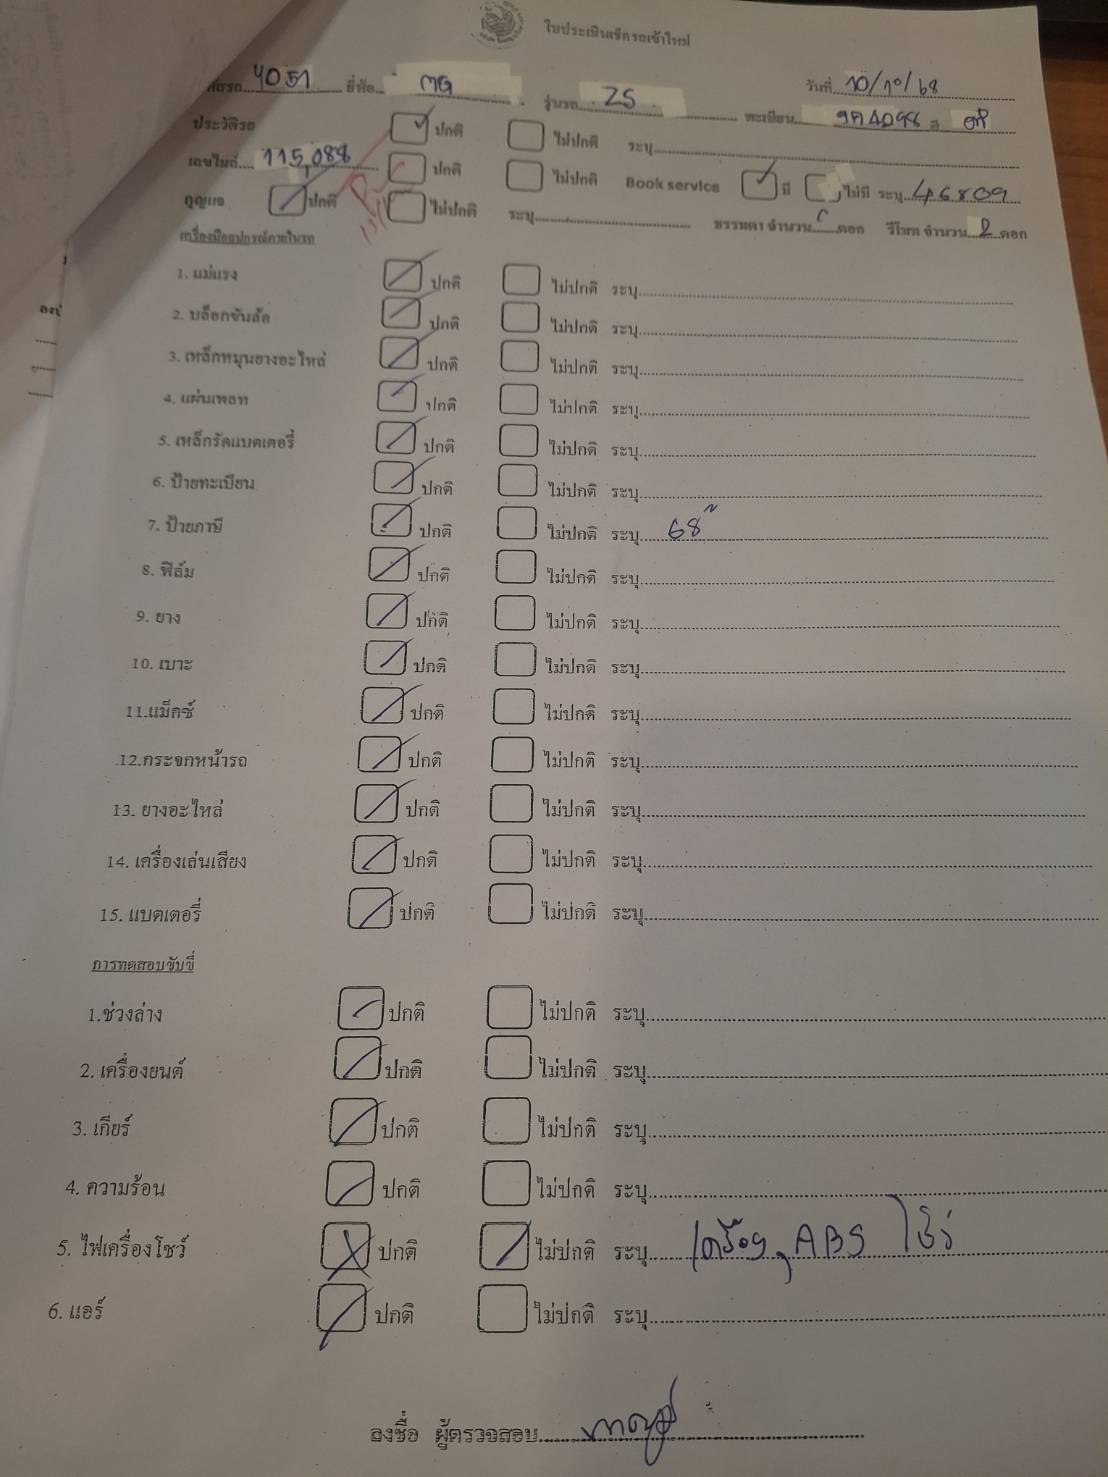 ใบประเมินเช็ครถเข้าใหม่
รหัสรถ 4051 ยี่ห้อ MG รุ่นรถ ZS วันที่ 10/10/68
ทะเบียน
ประวัติรถ ปกติ ไม่ปกติ ระบุ
เลขไมล์ 115,088 ปกติ ไม่ปกติ Book service มี ไม่มี ระบุ 46809
กุญแจ ปกติ ไม่ปกติ ระบุ ธรรมดา จำนวน ดอก รีโมท จำนวน 2 ดอก
เครื่องมืออุปกรณ์ภายในรถ
1. แม่แรง ปกติ ไม่ปกติ ระบุ
2. บล็อกขันล้อ ปกติ ไม่ปกติ ระบุ
3. เหล็กหมุนยางอะไหล่ ปกติ ไม่ปกติ ระบุ
4. แผ่นเพลท ปกติ ไม่ปกติ ระบุ
5. เหล็กรัดแบตเตอรี่ ปกติ ไม่ปกติ ระบุ
6. ป้ายทะเบียน ปกติ ไม่ปกติ ระบุ
7. ป้ายภาษี ปกติ ไม่ปกติ ระบุ 68
8. ฟิล์ม ปกติ ไม่ปกติ ระบุ
9. ยาง ปกติ ไม่ปกติ ระบุ
10. เบาะ ปกติ ไม่ปกติ ระบุ
11.แม็กซ์ ปกติ ไม่ปกติ ระบุ
12.กระจกหน้ารถ ปกติ ไม่ปกติ ระบุ
13. ยางอะไหล่ ปกติ ไม่ปกติ ระบุ
14. เครื่องเล่นเสียง ปกติ ไม่ปกติ ระบุ
15. แบตเตอรี่ ปกติ ไม่ปกติ ระบุ
การทดสอบขับขี่
1.ช่วงล่าง ปกติ ไม่ปกติ ระบุ
2. เครื่องยนต์ ปกติ ไม่ปกติ ระบุ
3. เกียร์ ปกติ ไม่ปกติ ระบุ
4. ความร้อน ปกติ ไม่ปกติ ระบุ
5. ไฟเครื่องโชว์ ปกติ ไม่ปกติ ระบุ เครื่อง, ABS โชว์
6. แอร์ ปกติ ไม่ปกติ ระบุ
ลงชื่อ ผู้ตรวจสอบ